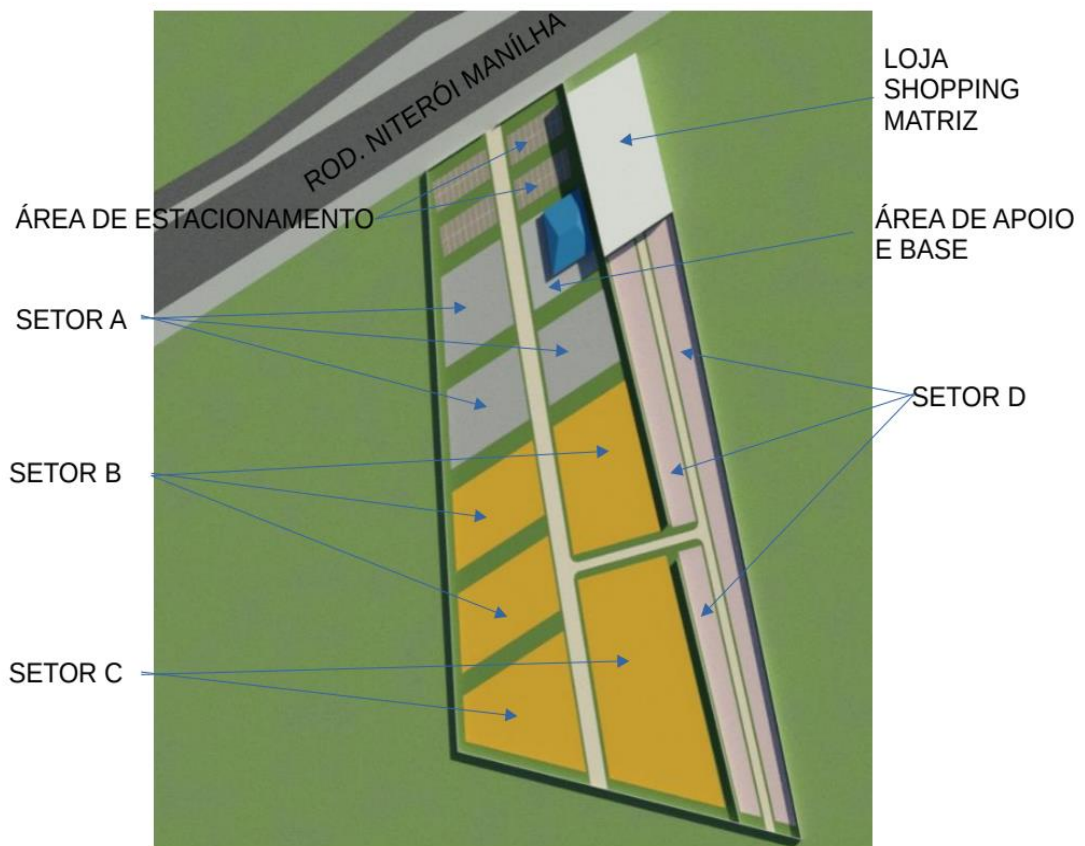 ROD. NITERÓI MANÍLHA
LOJA
SHOPPING
MATRIZ
ÁREA DE ESTACIONAMENTO
ÁREA DE APOIO
E BASE
SETOR A
SETOR D
SETOR B
SETOR C